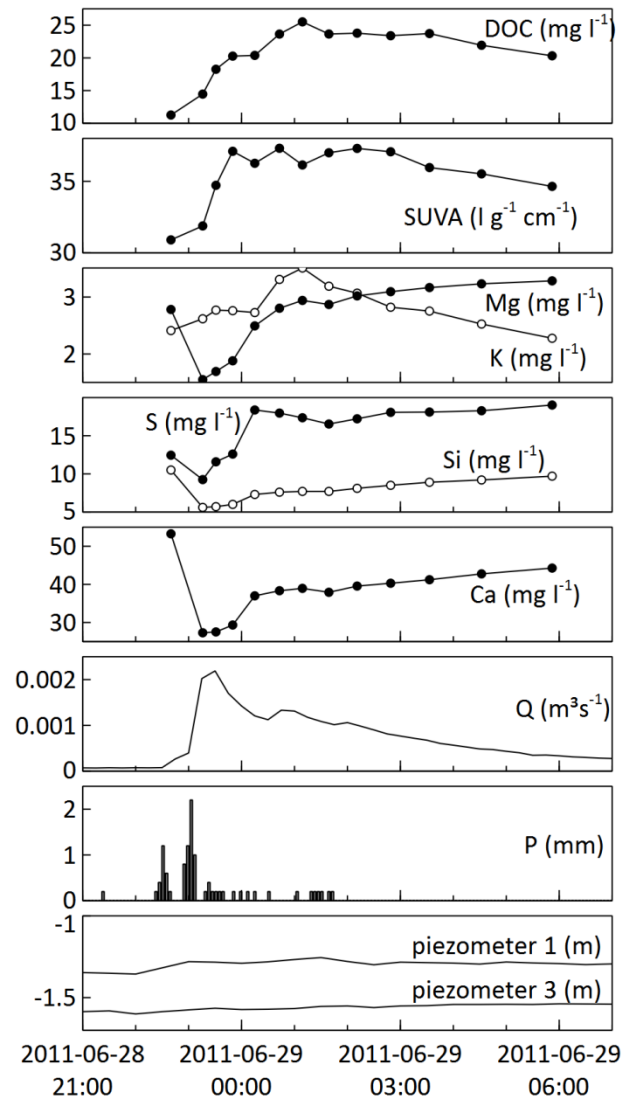 25
DOC (mg l⁻¹)
20
15
10
35
SUVA (l g⁻¹ cm⁻¹)
30
3
Mg (mg l⁻¹)
2
K (mg l⁻¹)
S (mg l⁻¹)
15
Si (mg l⁻¹)
10
5
50
40
Ca (mg l⁻¹)
30
0.002
Q (m³s⁻¹)
0.001
0
2
P (mm)
1
0
-1
piezometer 1 (m)
piezometer 3 (m)
-1.5
2011-06-28 2011-06-29 2011-06-29 2011-06-29
21:00 00:00 03:00 06:00